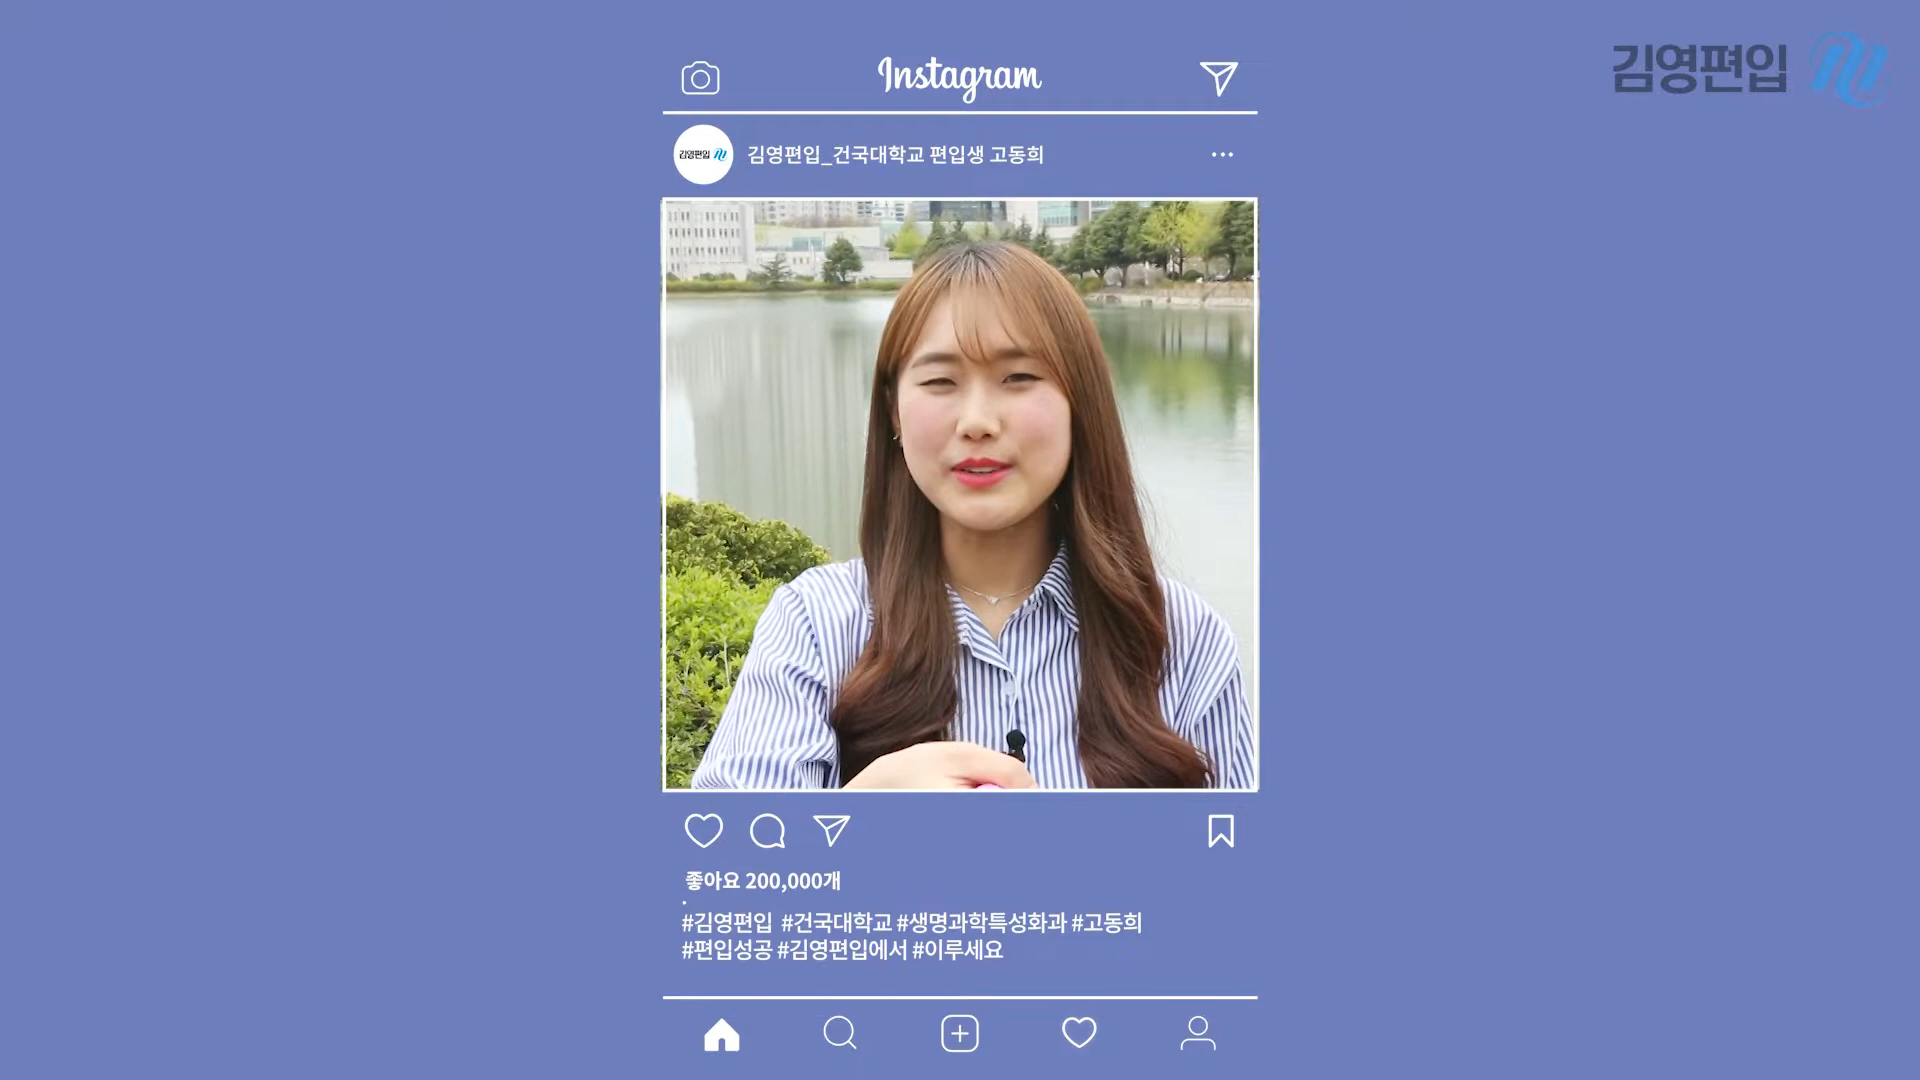 Instagram
김영편입
김영편입
김영편입_건국대학교 편입생 고동희
좋아요 200,000개
.
#김영편입 #건국대학교 #생명과학특성화과 #고동희
#편입성공 #김영편입에서 #이루세요